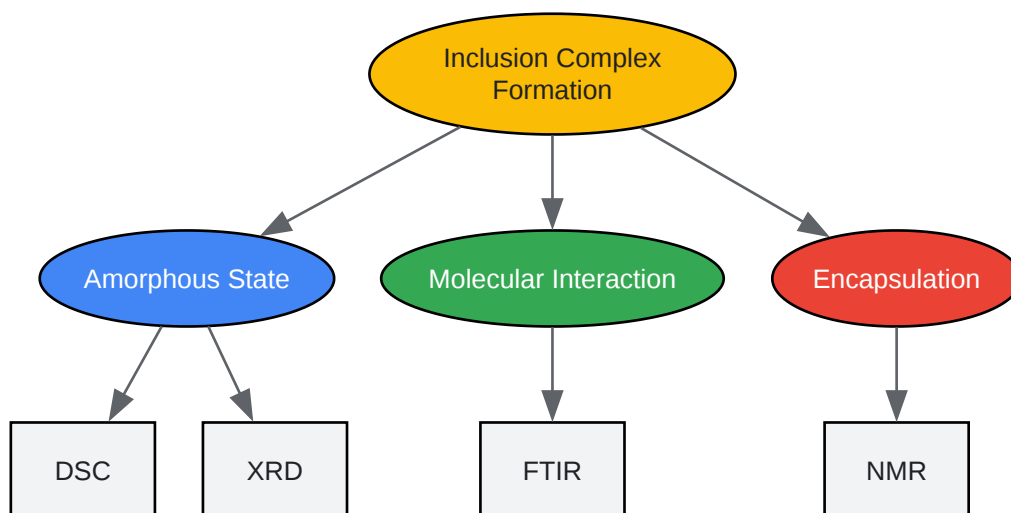 Inclusion Complex
Formation
Amorphous State
Molecular Interaction
Encapsulation
DSC
XRD
FTIR
NMR